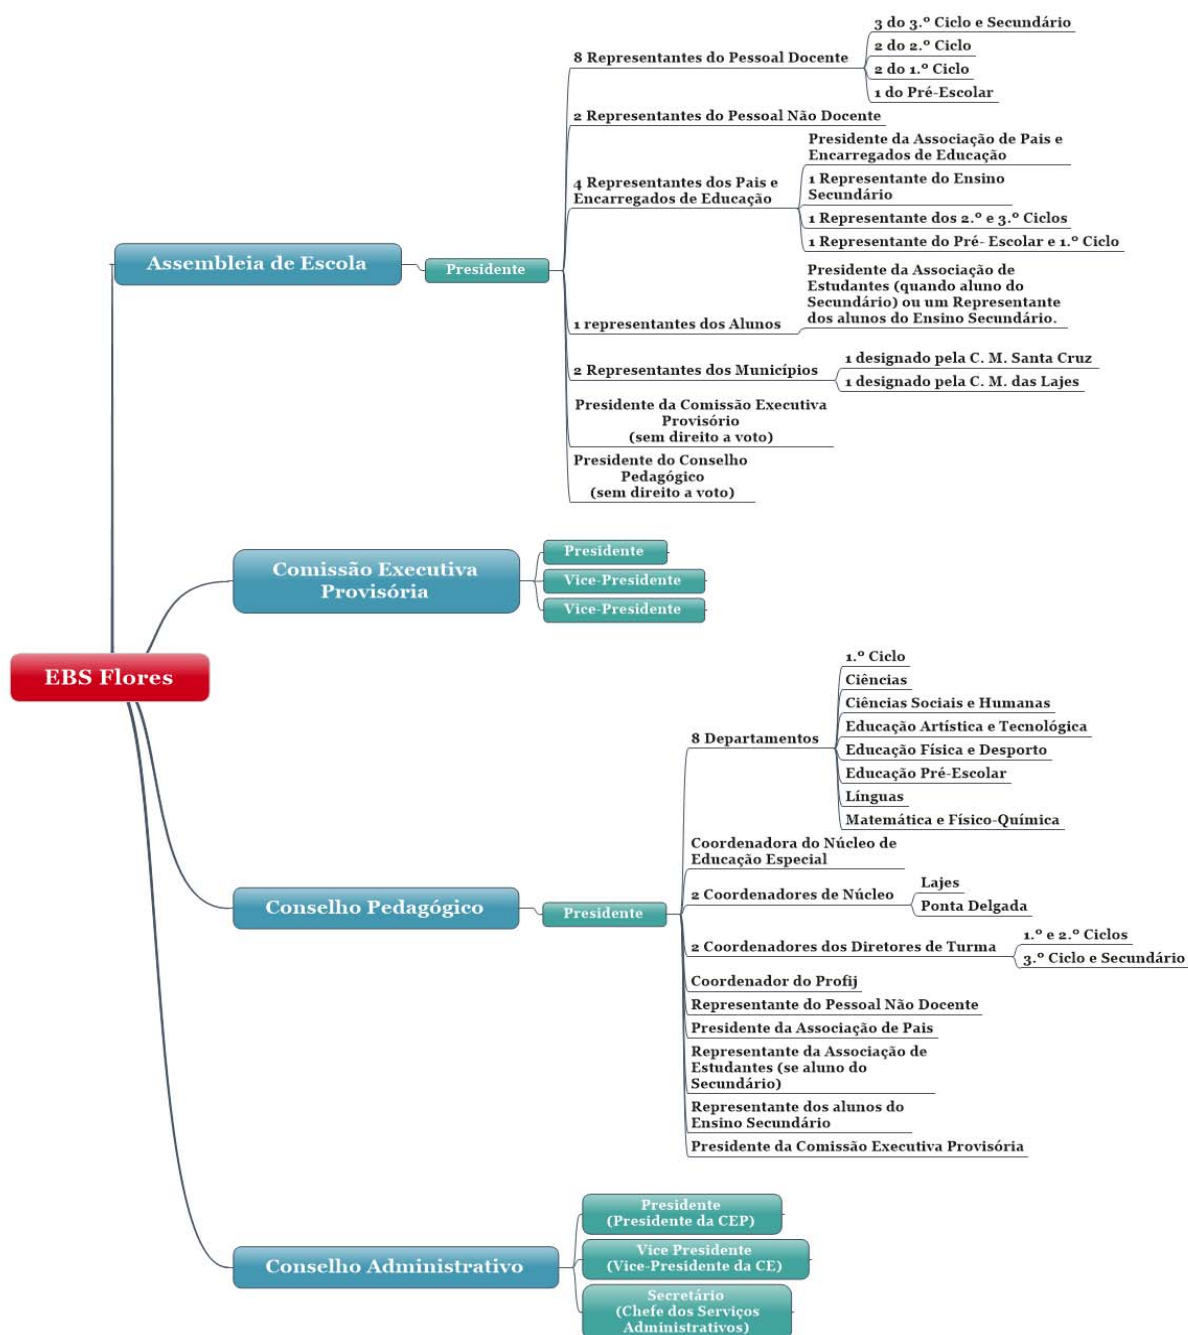 3 do 3.º Ciclo e Secundário
8 Representantes do Pessoal Docente
2 do 2.º Ciclo
2 do 1.º Ciclo
1 do Pré-Escolar
2 Representantes do Pessoal Não Docente
Presidente da Associação de Pais e
Encarregados de Educação
4 Representantes dos Pais e
Encarregados de Educação
1 Representante do Ensino
Secundário
1 Representante dos 2.º e 3.º Ciclos
1 Representante do Pré- Escolar e 1.º Ciclo
Assembleia de Escola
Presidente
Presidente da Associação de
Estudantes (quando aluno do
Secundário) ou um Representante
dos alunos do Ensino Secundário.
1 representantes dos Alunos
2 Representantes dos Municípios
1 designado pela C. M. Santa Cruz
1 designado pela C. M. das Lajes
Presidente da Comissão Executiva
Provisório
(sem direito a voto)
Presidente do Conselho
Pedagógico
(sem direito a voto)
Comissão Executiva
Provisória
Presidente
Vice-Presidente
Vice-Presidente
EBS Flores
8 Departamentos
1.º Ciclo
Ciências
Ciências Sociais e Humanas
Educação Artística e Tecnológica
Educação Física e Desporto
Educação Pré-Escolar
Línguas
Matemática e Físico-Química
Coordenadora do Núcleo de
Educação Especial
2 Coordenadores de Núcleo
Lajes
Ponta Delgada
Conselho Pedagógico
Presidente
2 Coordenadores dos Diretores de Turma
1.º e 2.º Ciclos
3.º Ciclo e Secundário
Coordenador do Profij
Representante do Pessoal Não Docente
Presidente da Associação de Pais
Representante da Associação de
Estudantes (se aluno do
Secundário)
Representante dos alunos do
Ensino Secundário
Presidente da Comissão Executiva Provisória
Conselho Administrativo
Presidente
(Presidente da CEP)
Vice Presidente
(Vice-Presidente da CE)
Secretário
(Chefe dos Serviços
Administrativos)